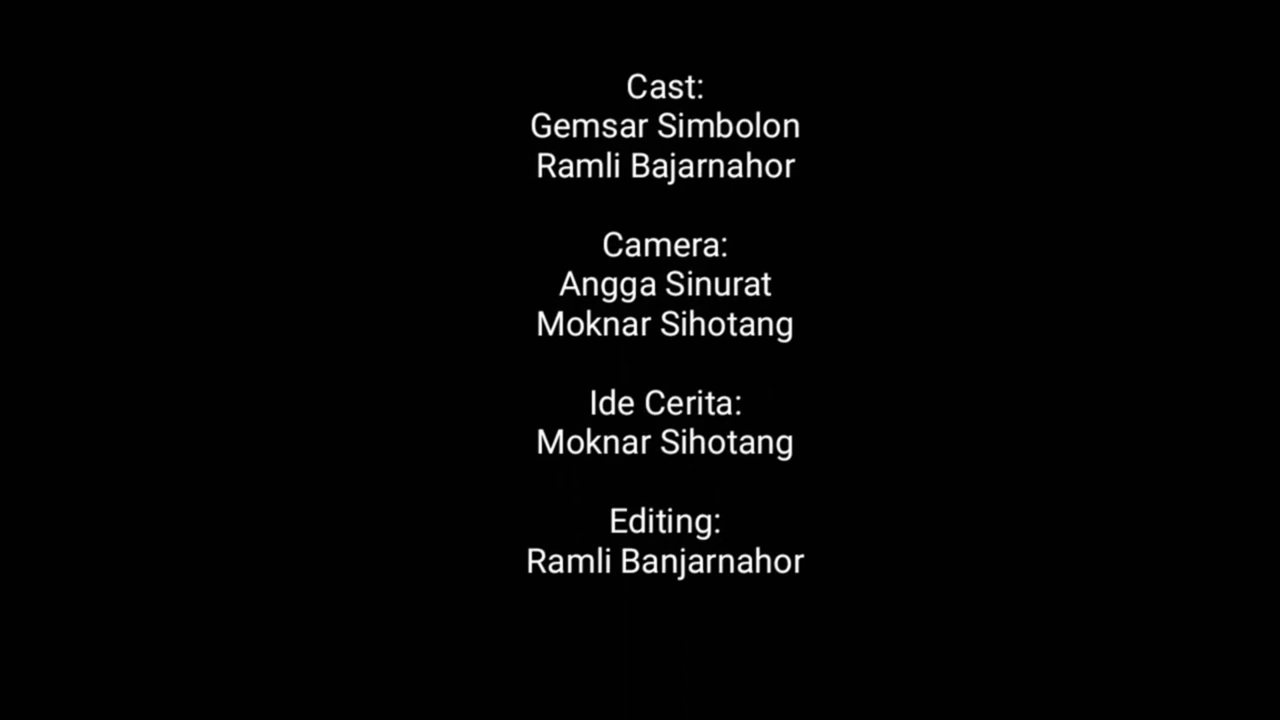 Cast:
Gemsar Simbolon
Ramli Bajarnahor
Camera:
Angga Sinurat
Moknar Sihotang
Ide Cerita:
Moknar Sihotang
Editing:
Ramli Banjarnahor